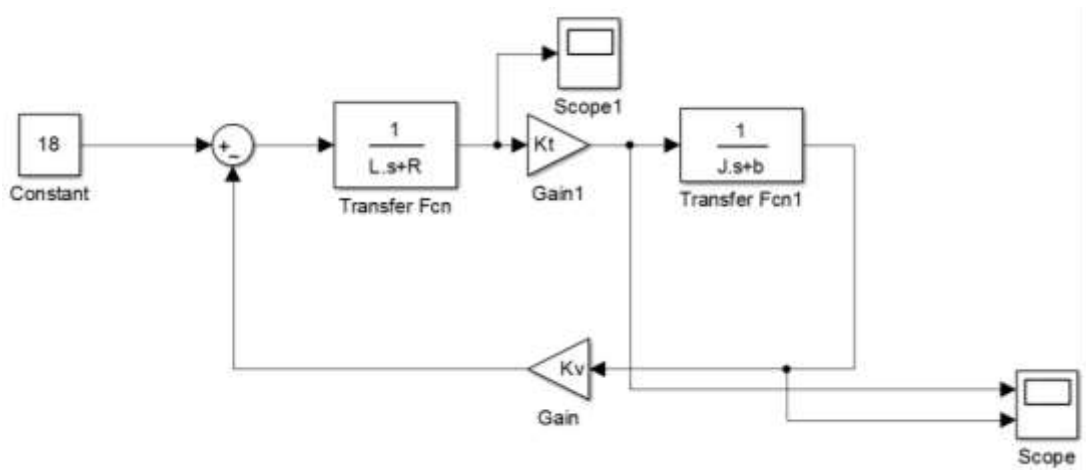 Scope1
18
Constant
+
−
1
L.s+R
Transfer Fcn
Kt
Gain1
1
J.s+b
Transfer Fcn1
Kv
Gain
Scope